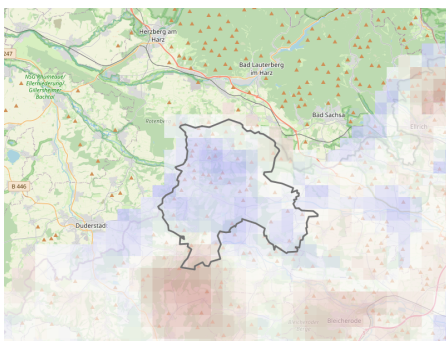 Herzberg am
Harz
247
Bad Lauterberg
im Harz
NSG Rhumeaue/
Ellerniederung/
Gillersheimer
Bachtal
Bad Sachsa
Ellrich
Rotenberg
B 446
Duderstadt
Bleicherode